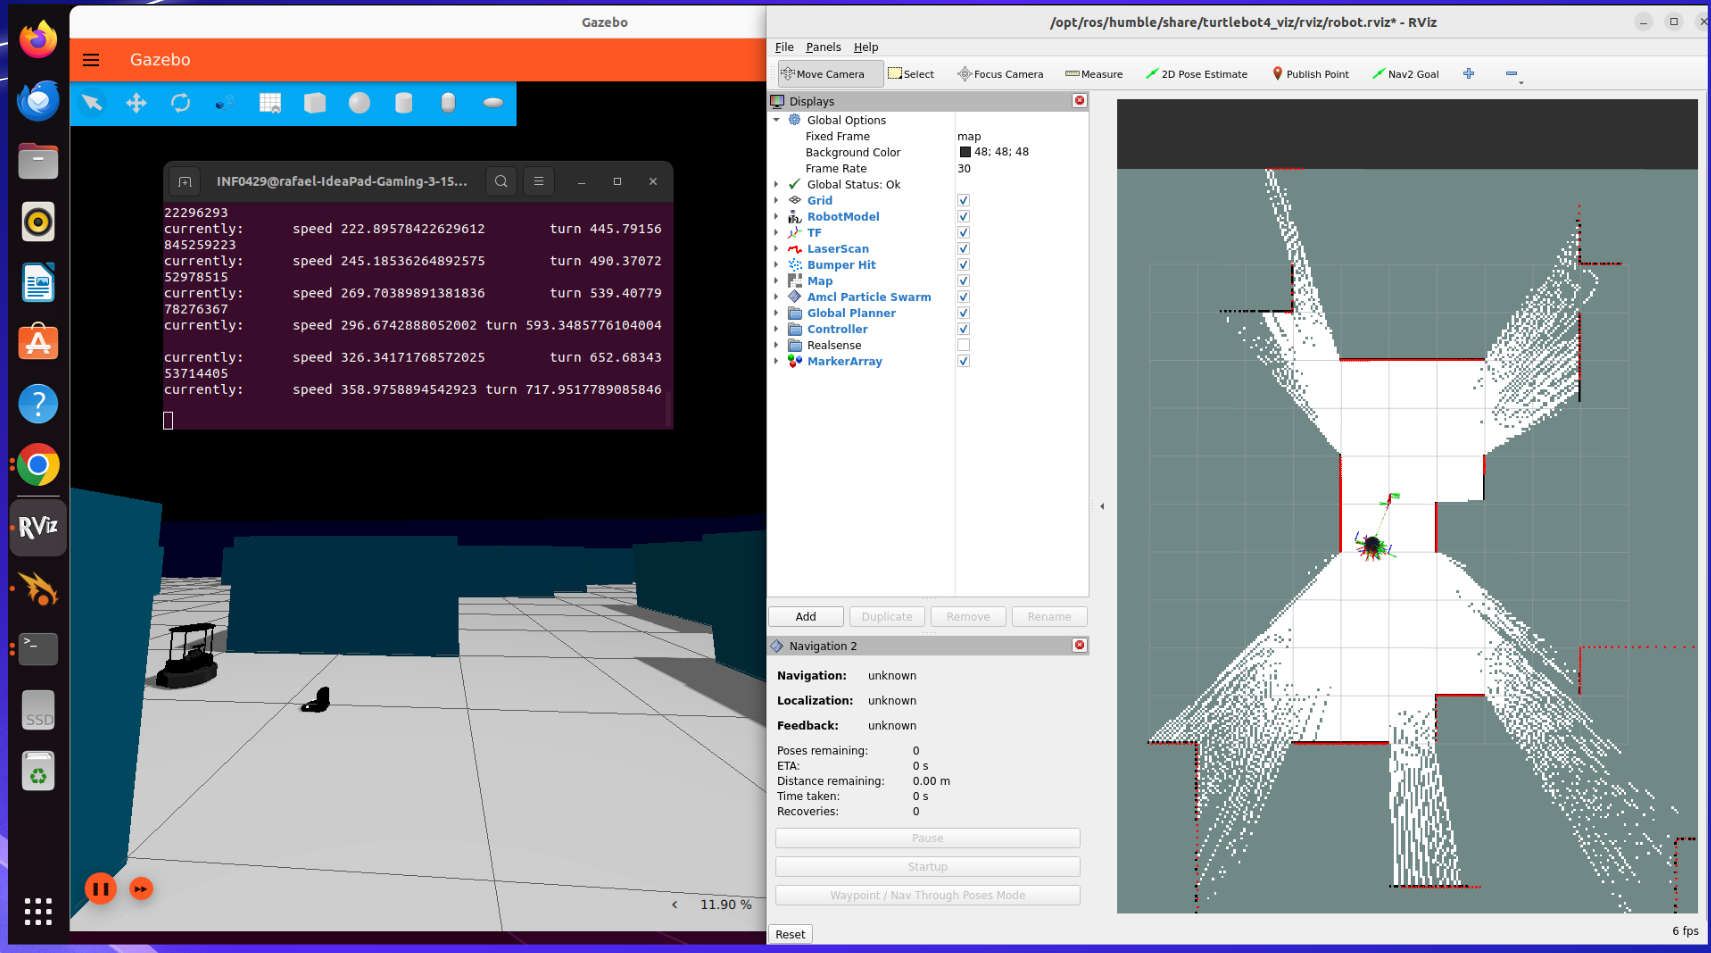 Gazebo
/opt/ros/humble/share/turtlebot4_viz/rviz/robot.rviz* - RViz
Gazebo
File Panels Help
Move Camera Select Focus Camera Measure 2D Pose Estimate Publish Point Nav2 Goal
INF0429@rafael-IdeaPad-Gaming-3-15...
22296293
currently: speed 222.89578422629612 turn 445.79156
845259223
currently: speed 245.18536264892575 turn 490.37072
52978515
currently: speed 269.70389891381836 turn 539.40779
78276367
currently: speed 296.6742888052002 turn 593.3485776104004
currently: speed 326.34171768572025 turn 652.68343
53714405
currently: speed 358.9758894542923 turn 717.9517789085846
RViz
>_
SSD
11.90 %
Displays
Global Options
Fixed Frame map
Background Color 48; 48; 48
Frame Rate 30
Global Status: Ok
Grid
RobotModel
TF
LaserScan
Bumper Hit
Map
Amcl Particle Swarm
Global Planner
Controller
Realsense
MarkerArray
Add Duplicate Remove Rename
Navigation 2
Navigation: unknown
Localization: unknown
Feedback: unknown
Poses remaining: 0
ETA: 0 s
Distance remaining: 0.00 m
Time taken: 0 s
Recoveries: 0
Pause
Startup
Waypoint / Nav Through Poses Mode
Reset
6 fps